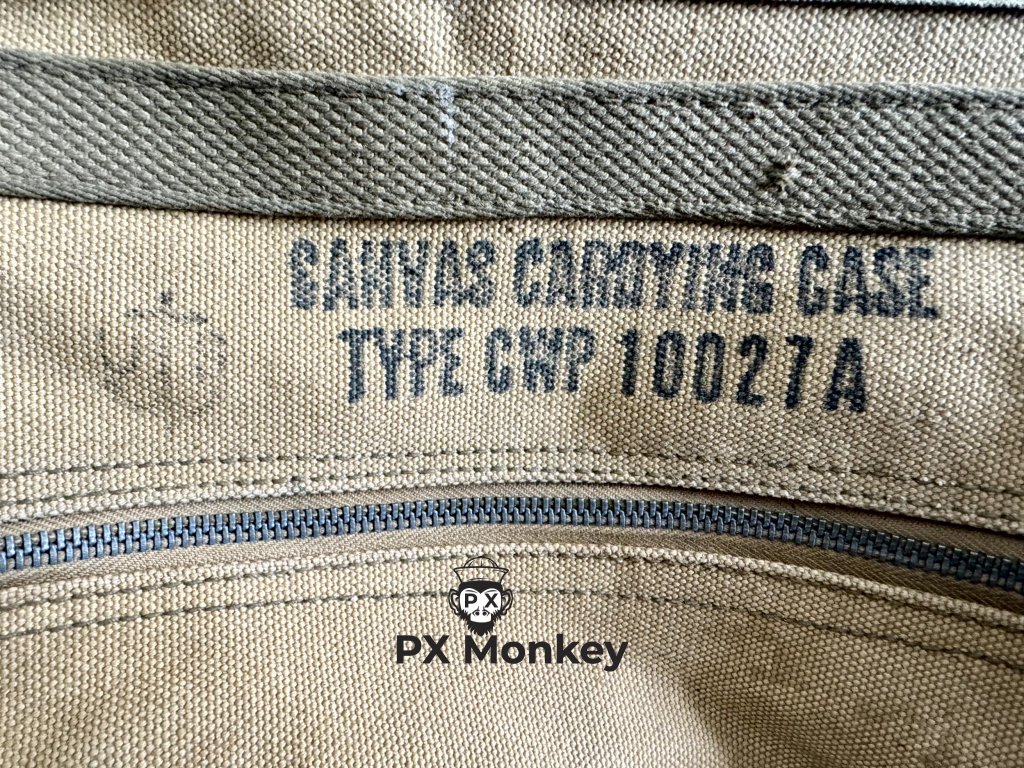 CANVAS CARRYING CASE
TYPE CWP 10027A
PX
PX Monkey